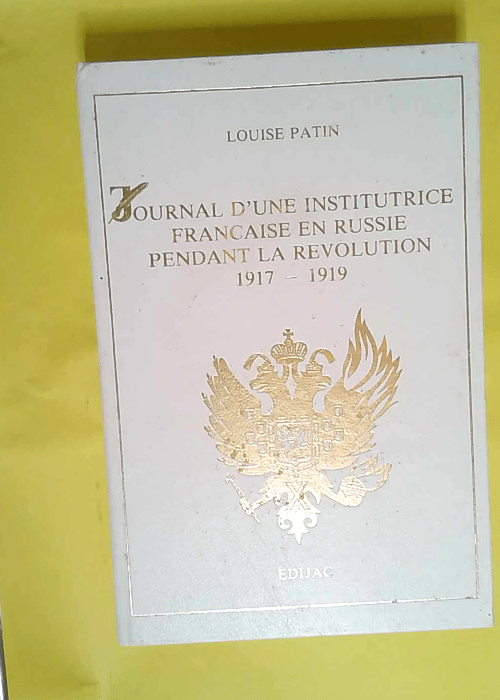 LOUISE PATIN
JOURNAL D'UNE INSTITUTRICE
FRANCAISE EN RUSSIE
PENDANT LA REVOLUTION
1917 – 1919
EDIJAC